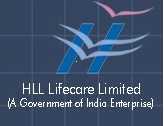 HLL Lifecare Limited
(A Government of India Enterprise)